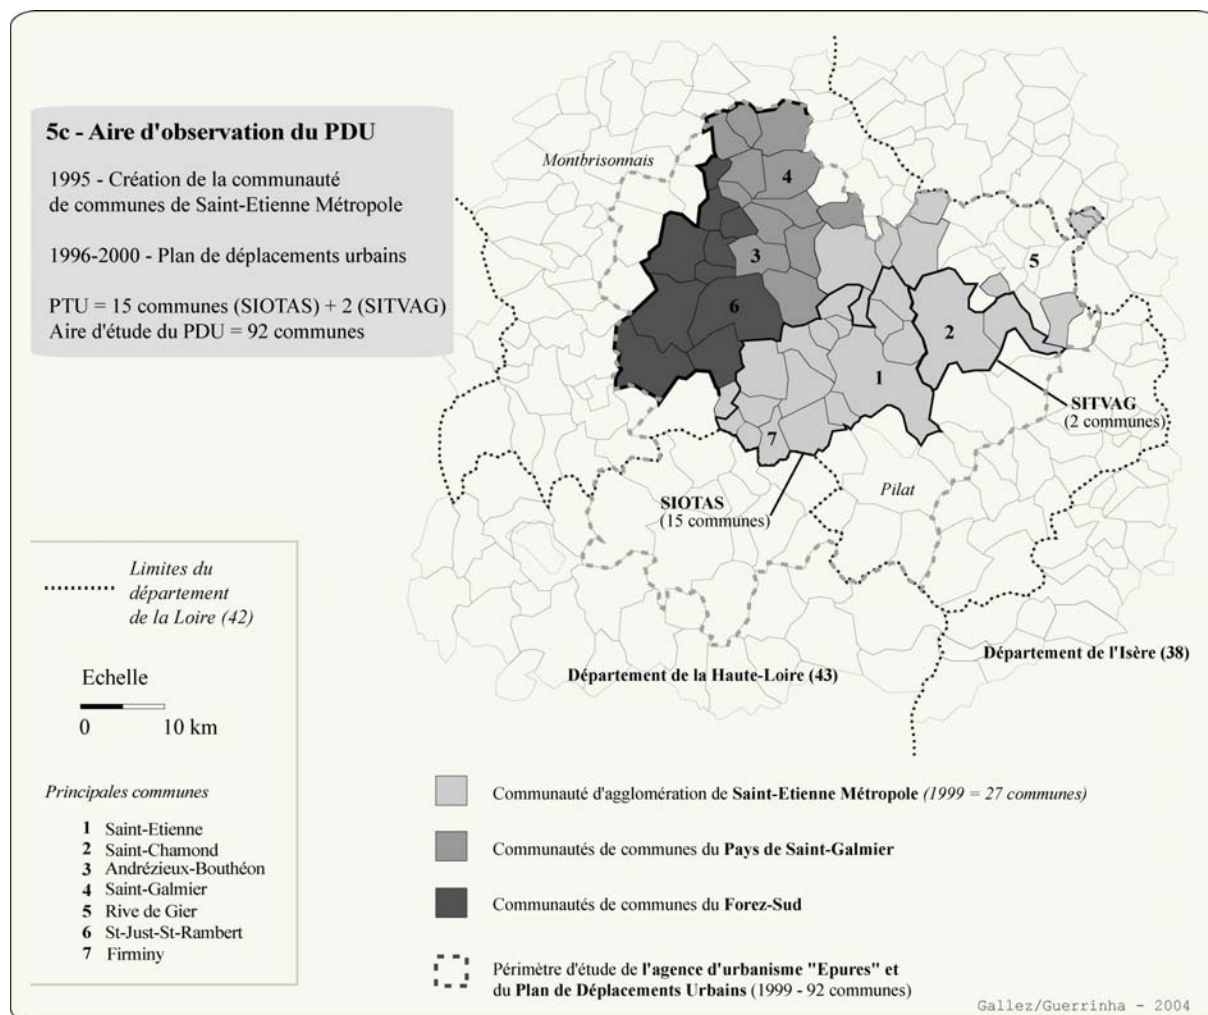 5c - Aire d'observation du PDU
1995 - Création de la communauté
de communes de Saint-Etienne Métropole
1996-2000 - Plan de déplacements urbains
PTU = 15 communes (SIOTAS) + 2 (SITVAG)
Aire d'étude du PDU = 92 communes
Montbrisonnais
4
3
5
6
2
1
7
SITVAG
(2 communes)
SIOTAS
(15 communes)
Pilat
Département de l'Isère (38)
Département de la Haute-Loire (43)
Limites du
département
de la Loire (42)
Echelle
0 10 km
Principales communes
1 Saint-Etienne
2 Saint-Chamond
3 Andrézieux-Bouthéon
4 Saint-Galmier
5 Rive de Gier
6 St-Just-St-Rambert
7 Firminy
Communauté d'agglomération de Saint-Etienne Métropole (1999 = 27 communes)
Communautés de communes du Pays de Saint-Galmier
Communautés de communes du Forez-Sud
Périmètre d'étude de l'agence d'urbanisme "Epures" et
du Plan de Déplacements Urbains (1999 - 92 communes)
Gallez/Guerrinha - 2004